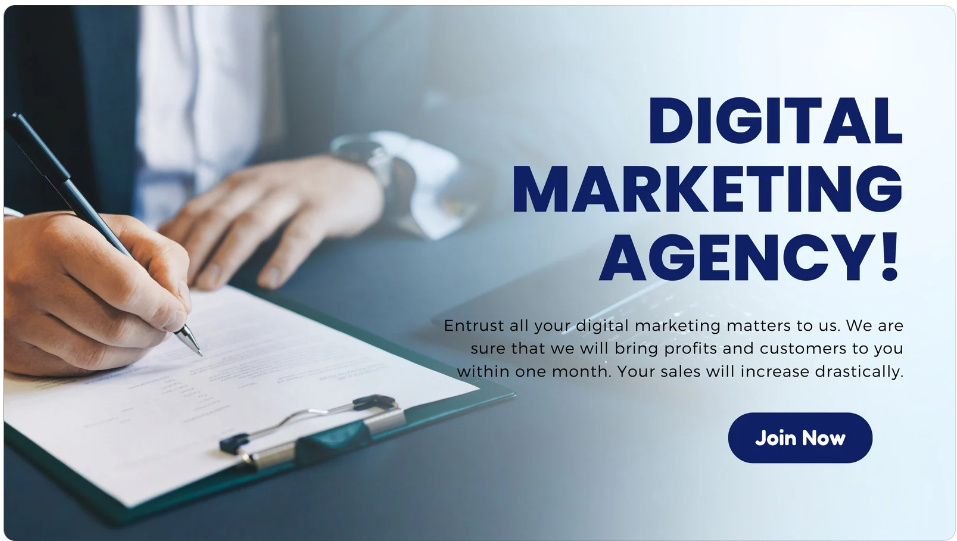 DIGITAL
MARKETING
AGENCY!
Entrust all your digital marketing matters to us. We are
sure that we will bring profits and customers to you
within one month. Your sales will increase drastically.
Join Now